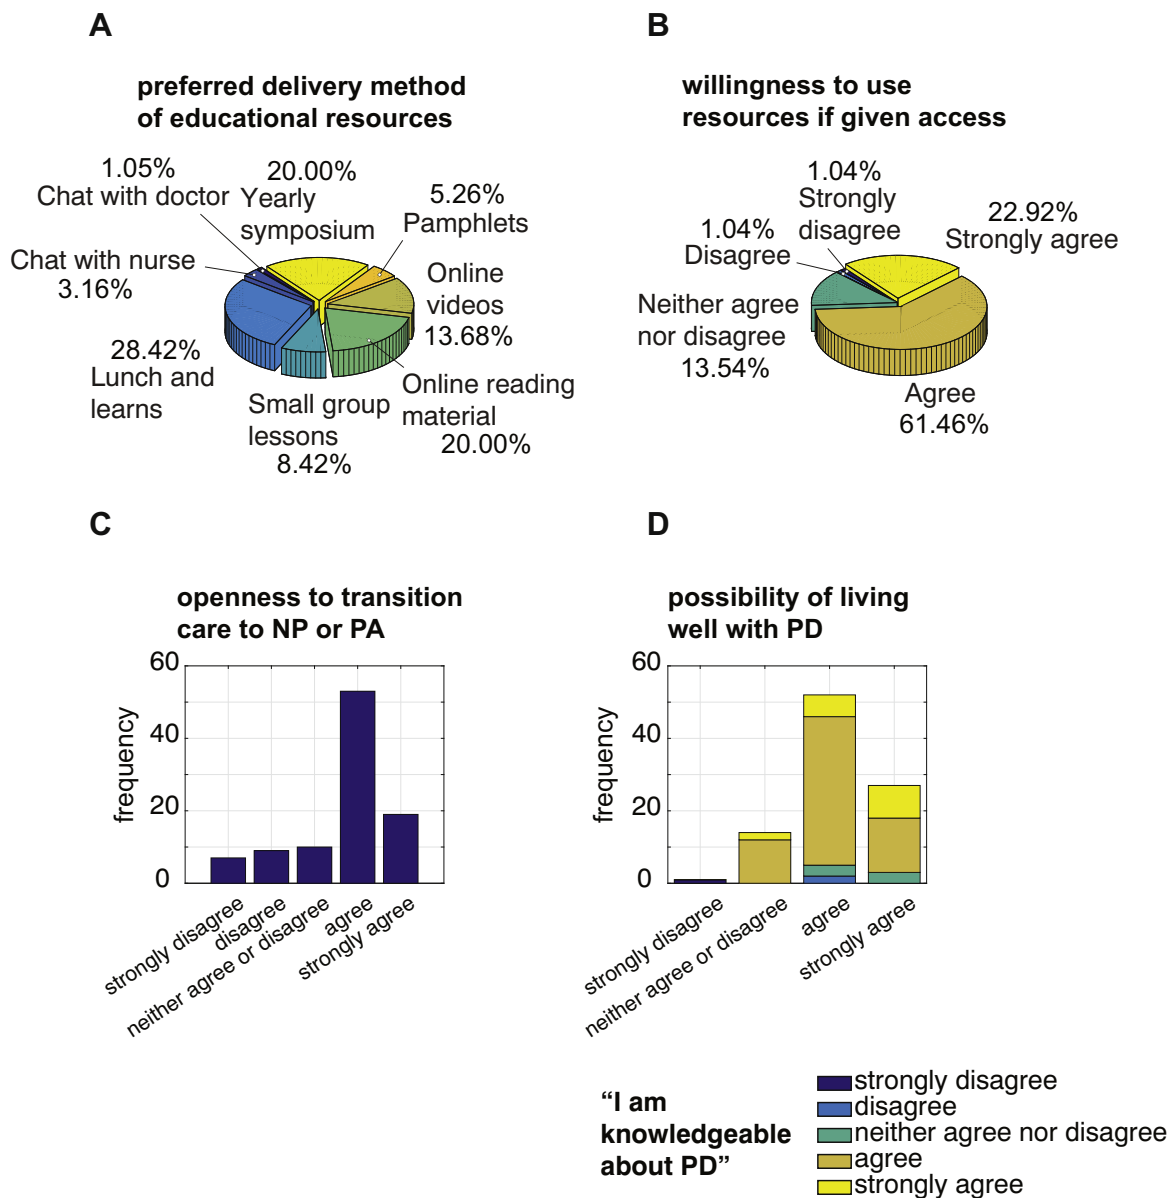 A
preferred delivery method
of educational resources
1.05%
Chat with doctor
20.00%
Yearly
symposium
5.26%
Pamphlets
Chat with nurse
3.16%
Online
videos
13.68%
28.42%
Lunch and
learns
Small group
lessons
8.42%
Online reading
material
20.00%
B
willingness to use
resources if given access
1.04%
Strongly
disagree
22.92%
Strongly agree
1.04%
Disagree
Neither agree
nor disagree
13.54%
Agree
61.46%
C
openness to transition
care to NP or PA
60
40
20
0
frequency
strongly disagree
disagree
neither agree or disagree
agree
strongly agree
D
possibility of living
well with PD
60
40
20
0
frequency
strongly disagree
neither agree or disagree
agree
strongly agree
“I am
knowledgeable
about PD”
strongly disagree
disagree
neither agree nor disagree
agree
strongly agree